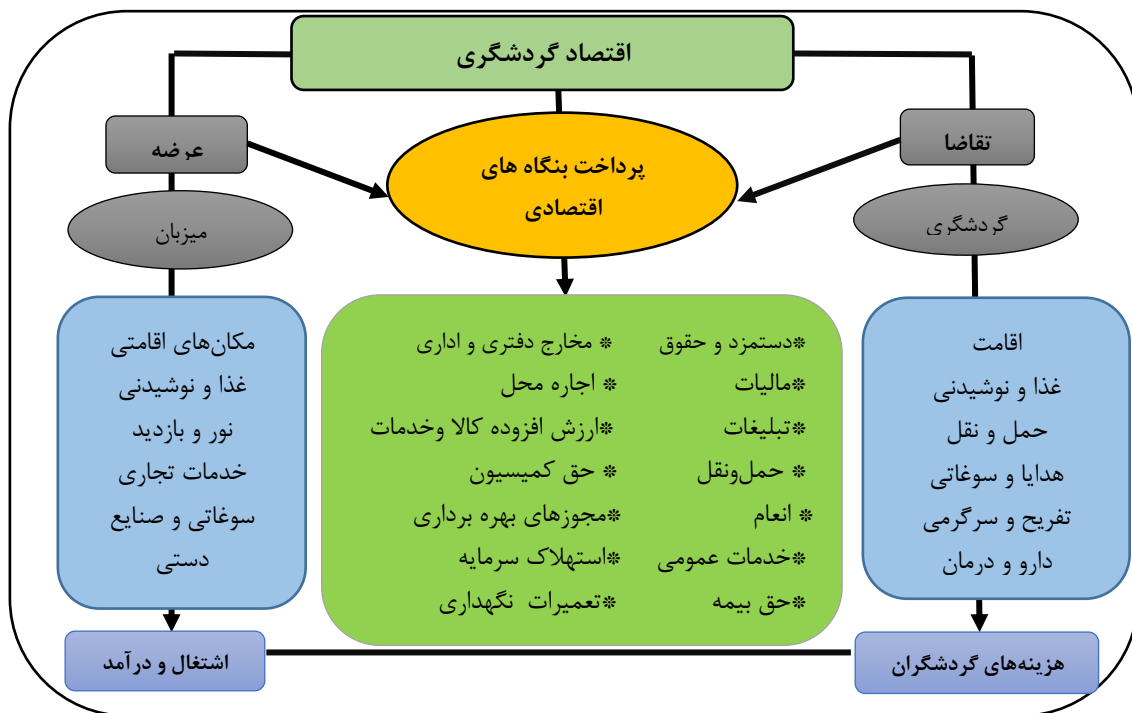 اقتصاد گردشگری
تقاضا
عرضه
پرداخت بنگاه های
اقتصادی
گردشگری
میزبان
اقامت
غذا و نوشیدنی
حمل و نقل
هدایا و سوغاتی
تفریح و سرگرمی
دارو و درمان
*دستمزد و حقوق
*مالیات
*تبلیغات
* حمل‌ونقل
* انعام
*خدمات عمومی
*حق بیمه
* مخارج دفتری و اداری
* اجاره محل
*ارزش افزوده کالا وخدمات
* حق کمیسیون
*مجوزهای بهره برداری
*استهلاک سرمایه
*تعمیرات نگهداری
مکان‌های اقامتی
غذا و نوشیدنی
نور و بازدید
خدمات تجاری
سوغاتی و صنایع
دستی
هزینه‌های گردشگران
اشتغال و درآمد